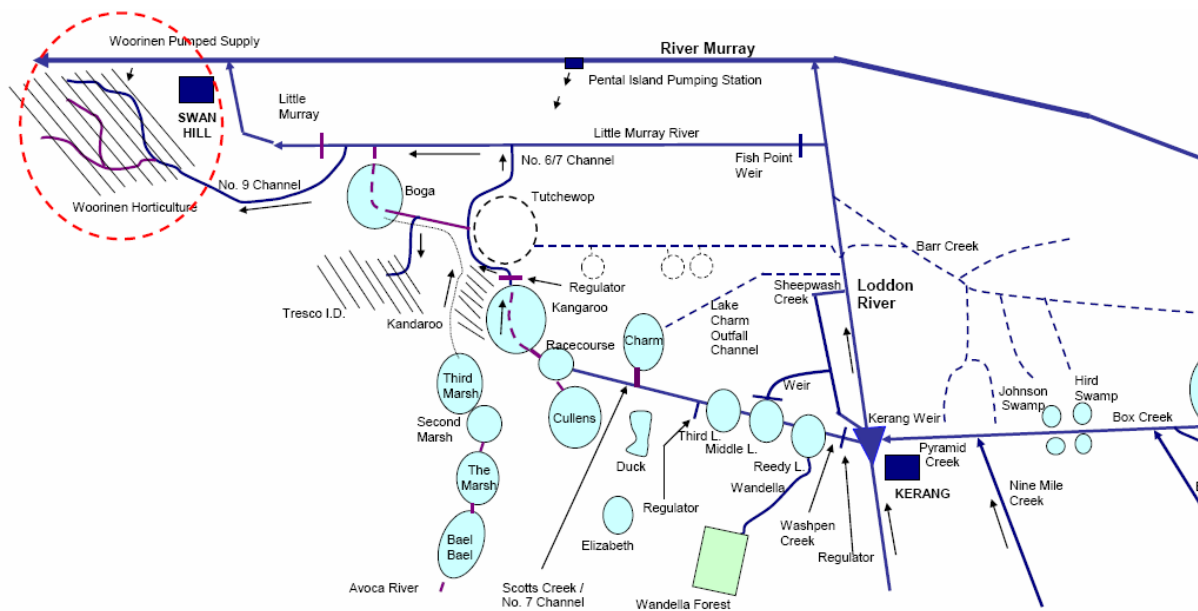 Woorinen Pumped Supply
River Murray
Pental Island Pumping Station
SWAN
HILL
Little
Murray
Little Murray River
Fish Point
Weir
No. 6/7 Channel
No. 9 Channel
Boga
Tutchewop
Woorinen Horticulture
Barr Creek
Regulator
Kangaroo
Sheepwash
Creek
Loddon
River
Tresco I.D.
Kandaroo
Lake
Charm
Outfall
Channel
Racecourse
Charm
Third
Marsh
Second
Marsh
Cullens
Weir
Kerang Weir
Johnson
Swamp
Hird
Swamp
Box Creek
Third L.
Middle L.
Reedy L.
Pyramid
Creek
Duck
Wandella
KERANG
Nine Mile
Creek
The
Marsh
Regulator
Washpen
Creek
Regulator
Elizabeth
Bael
Bael
Avoca River
Scotts Creek /
No. 7 Channel
Wandella Forest